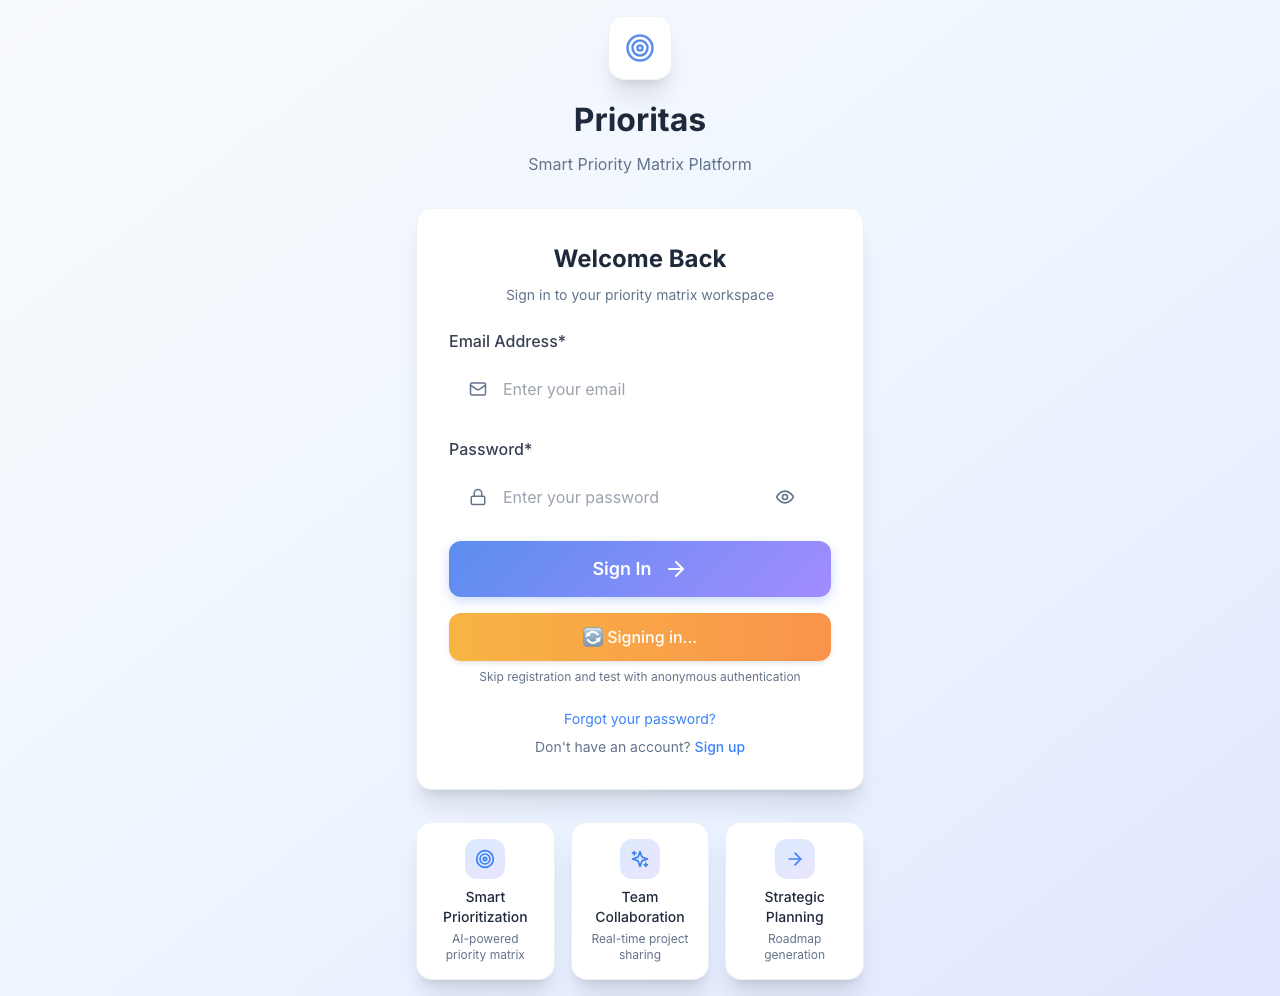 Prioritas
Smart Priority Matrix Platform
Welcome Back
Sign in to your priority matrix workspace
Email Address*
Enter your email
Password*
Enter your password
Sign In
🔄 Signing in...
Skip registration and test with anonymous authentication
Forgot your password?
Don't have an account? Sign up
Smart
Prioritization
AI-powered
priority matrix
Team
Collaboration
Real-time project
sharing
Strategic
Planning
Roadmap
generation